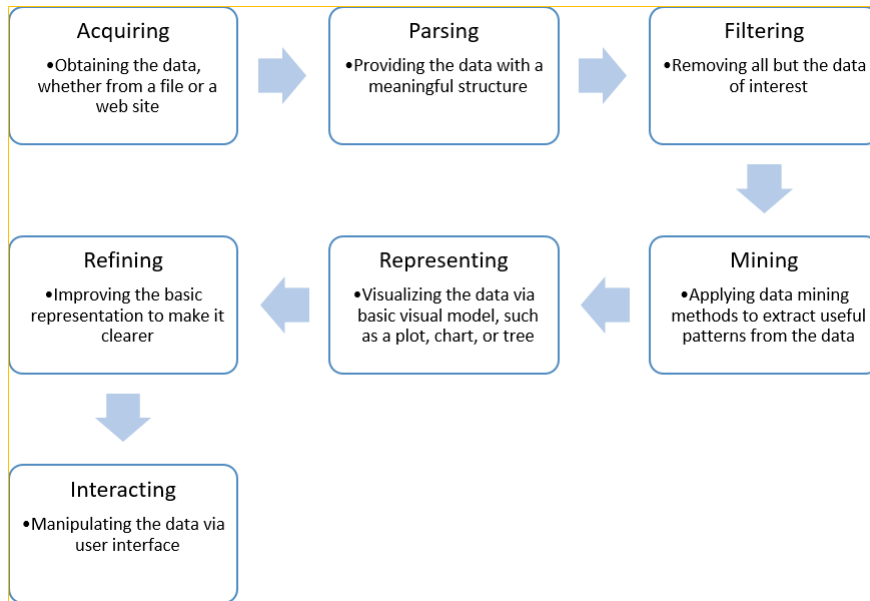 Acquiring
•Obtaining the data,
whether from a file or a
web site
Parsing
•Providing the data with a
meaningful structure
Filtering
•Removing all but the data
of interest
Mining
•Applying data mining
methods to extract useful
patterns from the data
Representing
•Visualizing the data via
basic visual model, such
as a plot, chart, or tree
Refining
•Improving the basic
representation to make it
clearer
Interacting
•Manipulating the data via
user interface